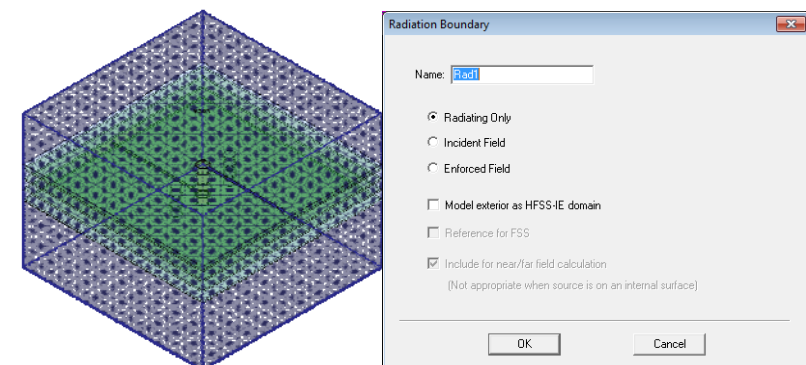 Radiation Boundary
Name: Rad1
Radiating Only
Incident Field
Enforced Field
Model exterior as HFSS-IE domain
Reference for FSS
Include for near/far field calculation
(Not appropriate when source is on an internal surface)
OK Cancel